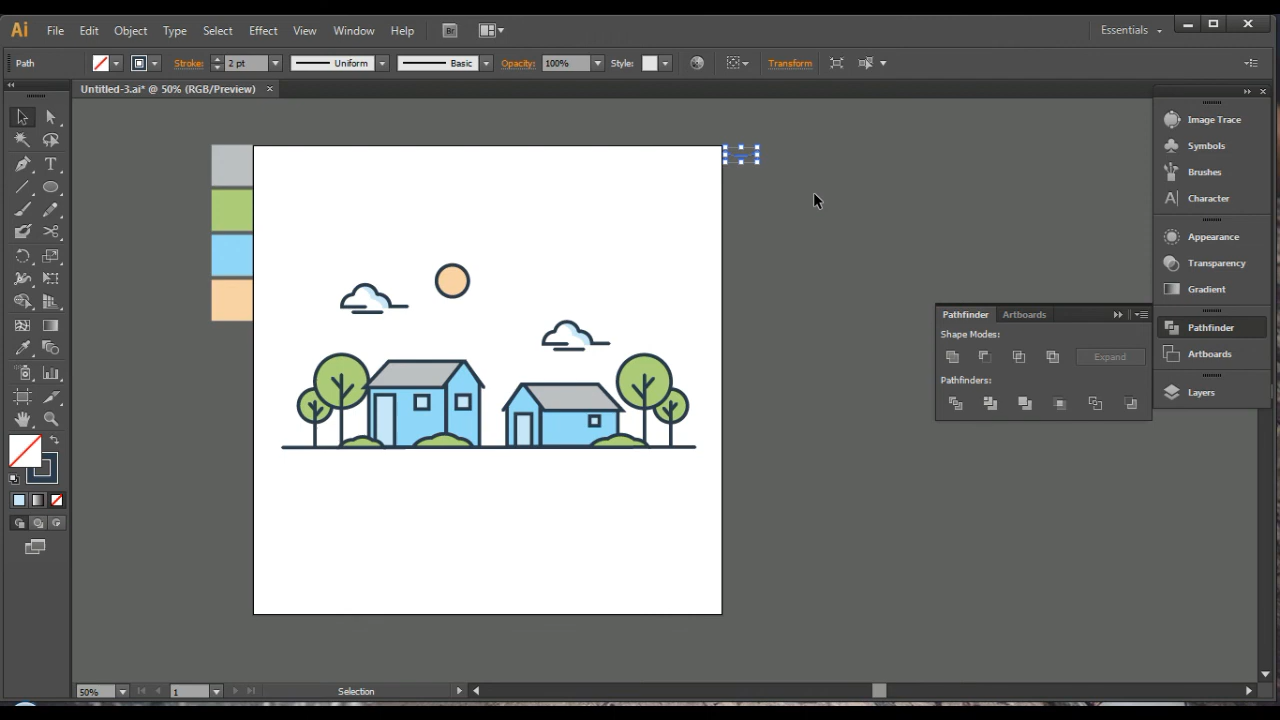 Ai File Edit Object Type Select Effect View Window Help Br Essentials
Path Stroke: 2 pt Uniform Basic Opacity: 100% Style: Transform
Untitled-3.ai* @ 50% (RGB/Preview) ×
Image Trace
Symbols
Brushes
Character
Appearance
Transparency
Gradient
Pathfinder
Artboards
Layers
Pathfinder Artboards
Shape Modes:
Expand
Pathfinders:
50% 1 Selection